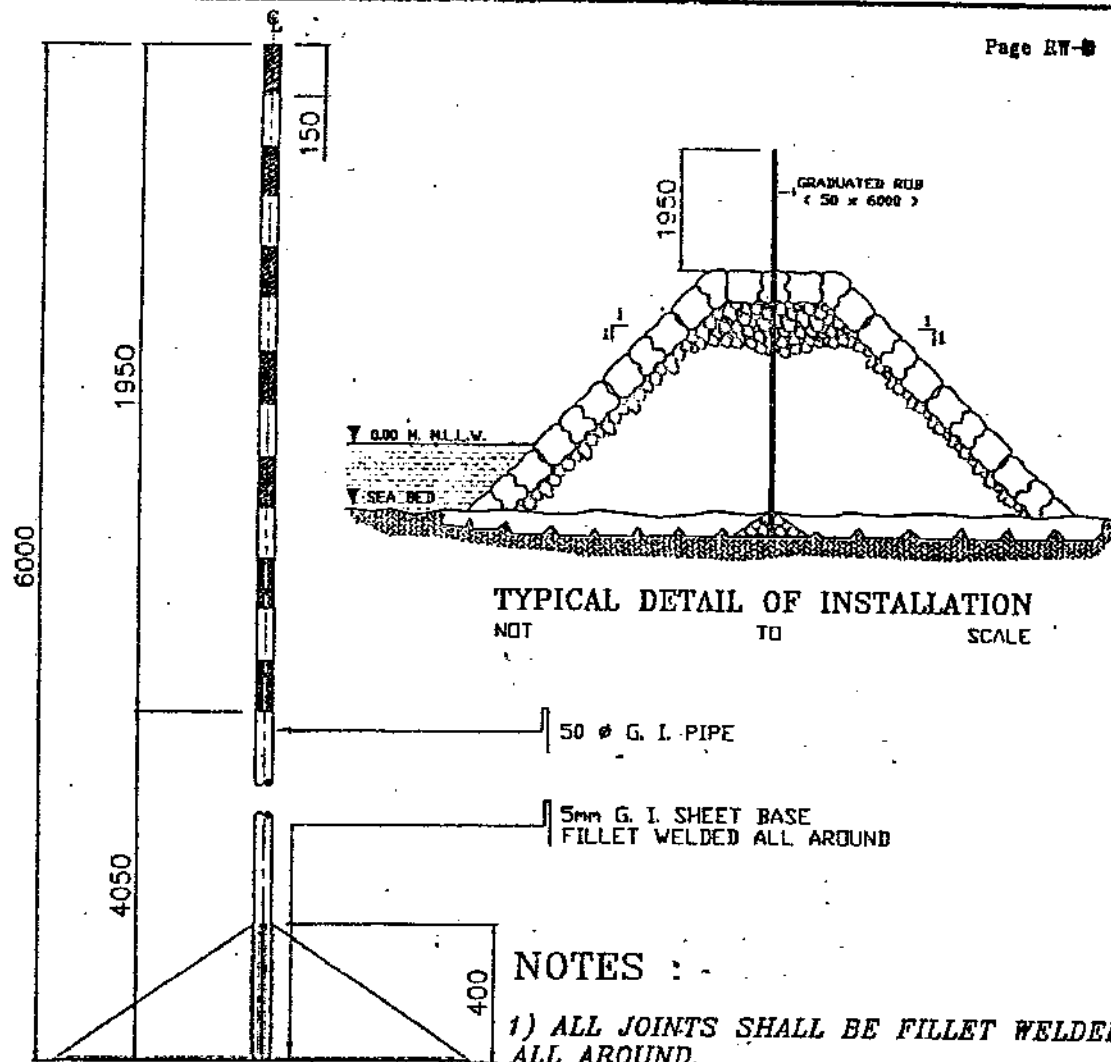 ℄
Page RW-
150
1950
GRADUATED ROB
( 50 x 6000 )
1
1
1
1
1950
0.00 M. M.L.L.W.
SEA BED
6000
TYPICAL DETAIL OF INSTALLATION
NOT TO SCALE
50 ø G. I. PIPE
5mm G. I. SHEET BASE
FILLET WELDED ALL AROUND
4050
400
NOTES :
1) ALL JOINTS SHALL BE FILLET WELDED
ALL AROUND.